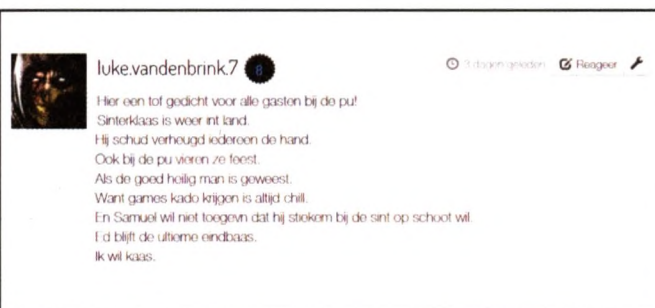 luke.vandenbrink.7 8 3 dagen geleden Reageer
Hier een tof gedicht voor alle gasten bij de pu!
Sinterklaas is weer int land.
Hij schud verheugd iedereen de hand.
Ook bij de pu vieren ze feest.
Als de goed heilig man is geweest.
Want games kado krijgen is altijd chill.
En Samuel wil niet toegevn dat hij stiekem bij de sint op schoot wil.
Ed blijft de ultieme eindbaas.
Ik wil kaas.